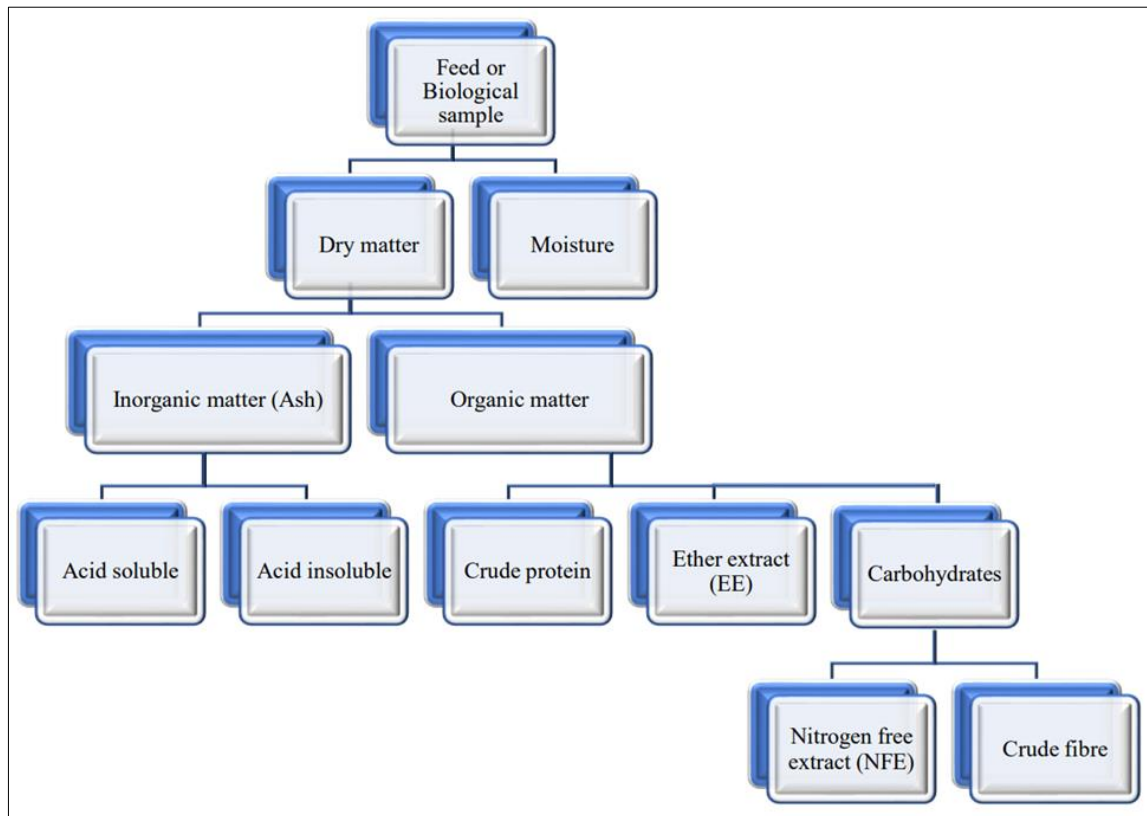 Feed or
Biological
sample
Dry matter
Moisture
Inorganic matter (Ash)
Organic matter
Acid soluble
Acid insoluble
Crude protein
Ether extract
(EE)
Carbohydrates
Nitrogen free
extract (NFE)
Crude fibre